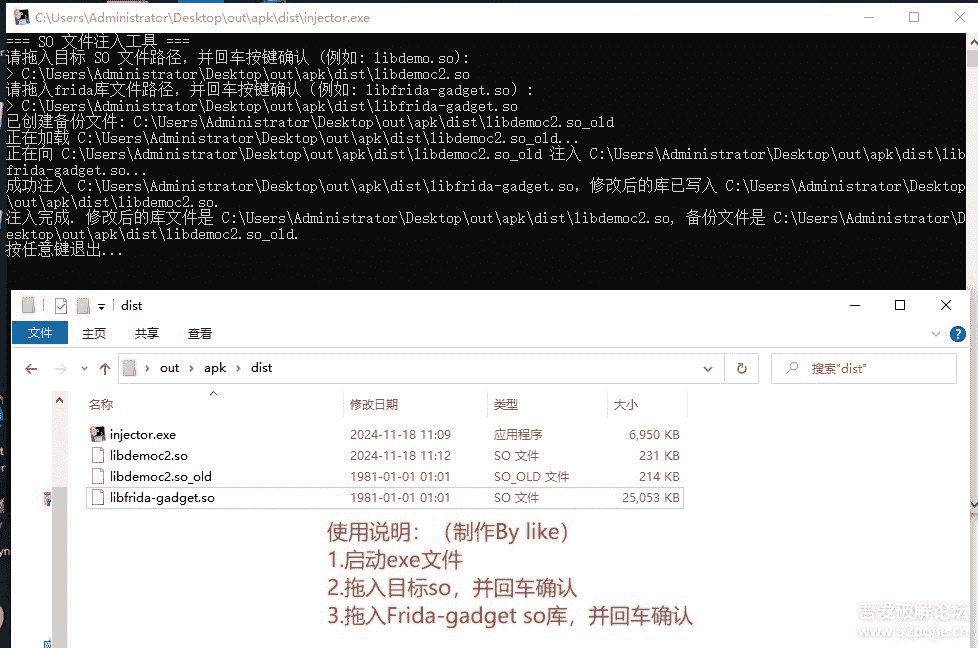 C:\Users\Administrator\Desktop\out\apk\dist\injector.exe
=== SO 文件注入工具 ===
请拖入目标 SO 文件路径，并回车按键确认（例如: libdemo.so）:
> C:\Users\Administrator\Desktop\out\apk\dist\libdemoc2.so
请拖入frida库文件路径，并回车按键确认（例如: libfrida-gadget.so）:
> C:\Users\Administrator\Desktop\out\apk\dist\libfrida-gadget.so
已创建备份文件: C:\Users\Administrator\Desktop\out\apk\dist\libdemoc2.so_old
正在加载 C:\Users\Administrator\Desktop\out\apk\dist\libdemoc2.so_old...
正在向 C:\Users\Administrator\Desktop\out\apk\dist\libdemoc2.so_old 注入 C:\Users\Administrator\Desktop\out\apk\dist\lib
frida-gadget.so...
成功注入 C:\Users\Administrator\Desktop\out\apk\dist\libfrida-gadget.so，修改后的库已写入 C:\Users\Administrator\Desktop
\out\apk\dist\libdemoc2.so.
注入完成. 修改后的库文件是 C:\Users\Administrator\Desktop\out\apk\dist\libdemoc2.so, 备份文件是 C:\Users\Administrator\D
esktop\out\apk\dist\libdemoc2.so_old.
按任意键退出...
dist
文件 主页 共享 查看
out › apk › dist 搜索"dist"
名称 修改日期 类型 大小
injector.exe 2024-11-18 11:09 应用程序 6,950 KB
libdemoc2.so 2024-11-18 11:12 SO 文件 231 KB
libdemoc2.so_old 1981-01-01 01:01 SO_OLD 文件 214 KB
libfrida-gadget.so 1981-01-01 01:01 SO 文件 25,053 KB
使用说明：（制作By like）
1.启动exe文件
2.拖入目标so，并回车确认
3.拖入Frida-gadget so库，并回车确认
吾爱破解论坛
www.52pojie.cn